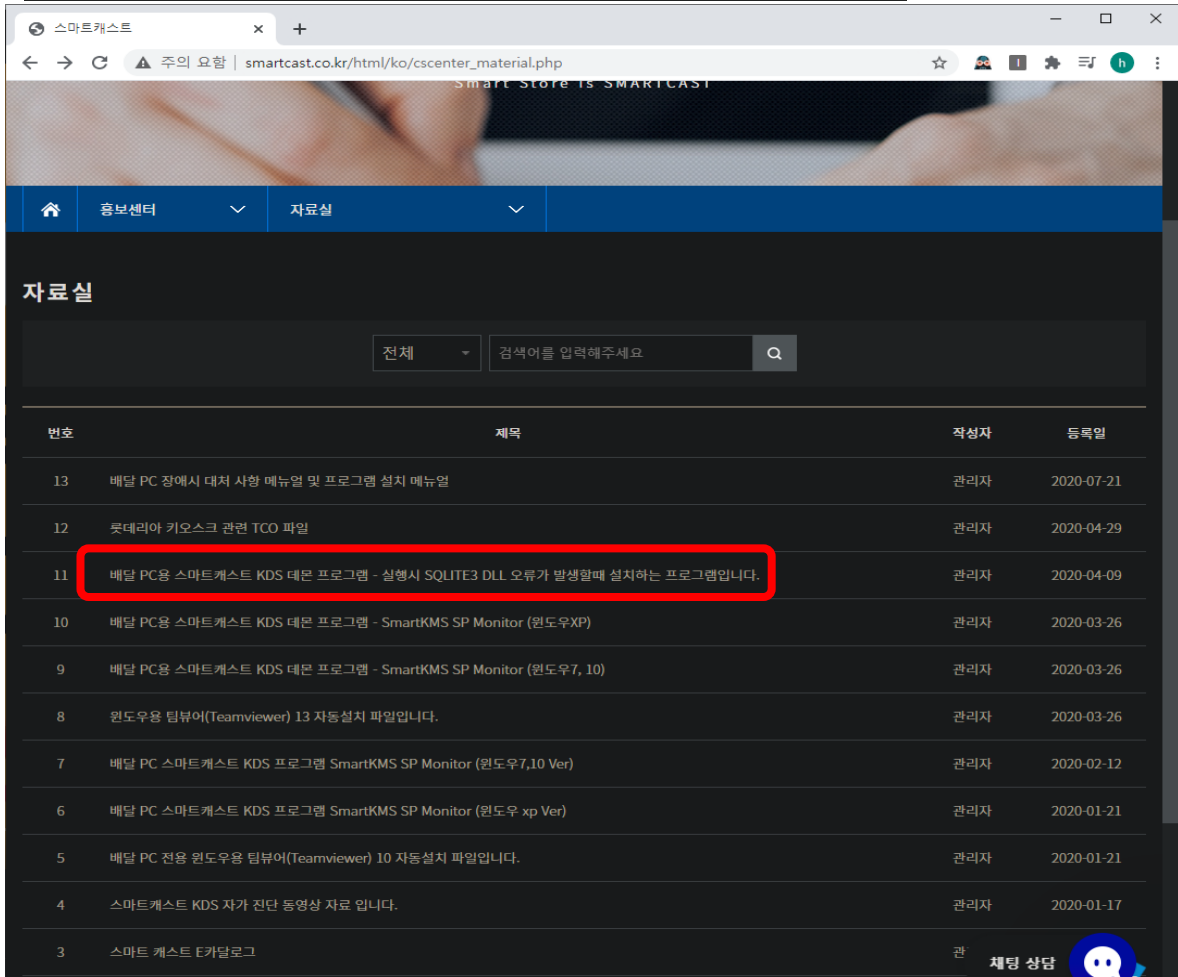 스마트캐스트
주의 요함 | smartcast.co.kr/html/ko/cscenter_material.php
h
Smart Store is SMARTCAST
홍보센터 자료실
자료실
전체 검색어를 입력해주세요
번호 제목 작성자 등록일
13 배달 PC 장애시 대처 사항 메뉴얼 및 프로그램 설치 메뉴얼 관리자 2020-07-21
12 롯데리아 키오스크 관련 TCO 파일 관리자 2020-04-29
11 배달 PC용 스마트캐스트 KDS 데몬 프로그램 - 실행시 SQLITE3 DLL 오류가 발생할때 설치하는 프로그램입니다. 관리자 2020-04-09
10 배달 PC용 스마트캐스트 KDS 데몬 프로그램 - SmartKMS SP Monitor (윈도우XP) 관리자 2020-03-26
9 배달 PC용 스마트캐스트 KDS 데몬 프로그램 - SmartKMS SP Monitor (윈도우7, 10) 관리자 2020-03-26
8 윈도우용 팀뷰어(Teamviewer) 13 자동설치 파일입니다. 관리자 2020-03-26
7 배달 PC 스마트캐스트 KDS 프로그램 SmartKMS SP Monitor (윈도우7,10 Ver) 관리자 2020-02-12
6 배달 PC 스마트캐스트 KDS 프로그램 SmartKMS SP Monitor (윈도우 xp Ver) 관리자 2020-01-21
5 배달 PC 전용 윈도우용 팀뷰어(Teamviewer) 10 자동설치 파일입니다. 관리자 2020-01-21
4 스마트캐스트 KDS 자가 진단 동영상 자료 입니다. 관리자 2020-01-17
3 스마트 캐스트 E카달로그 관
채팅 상담